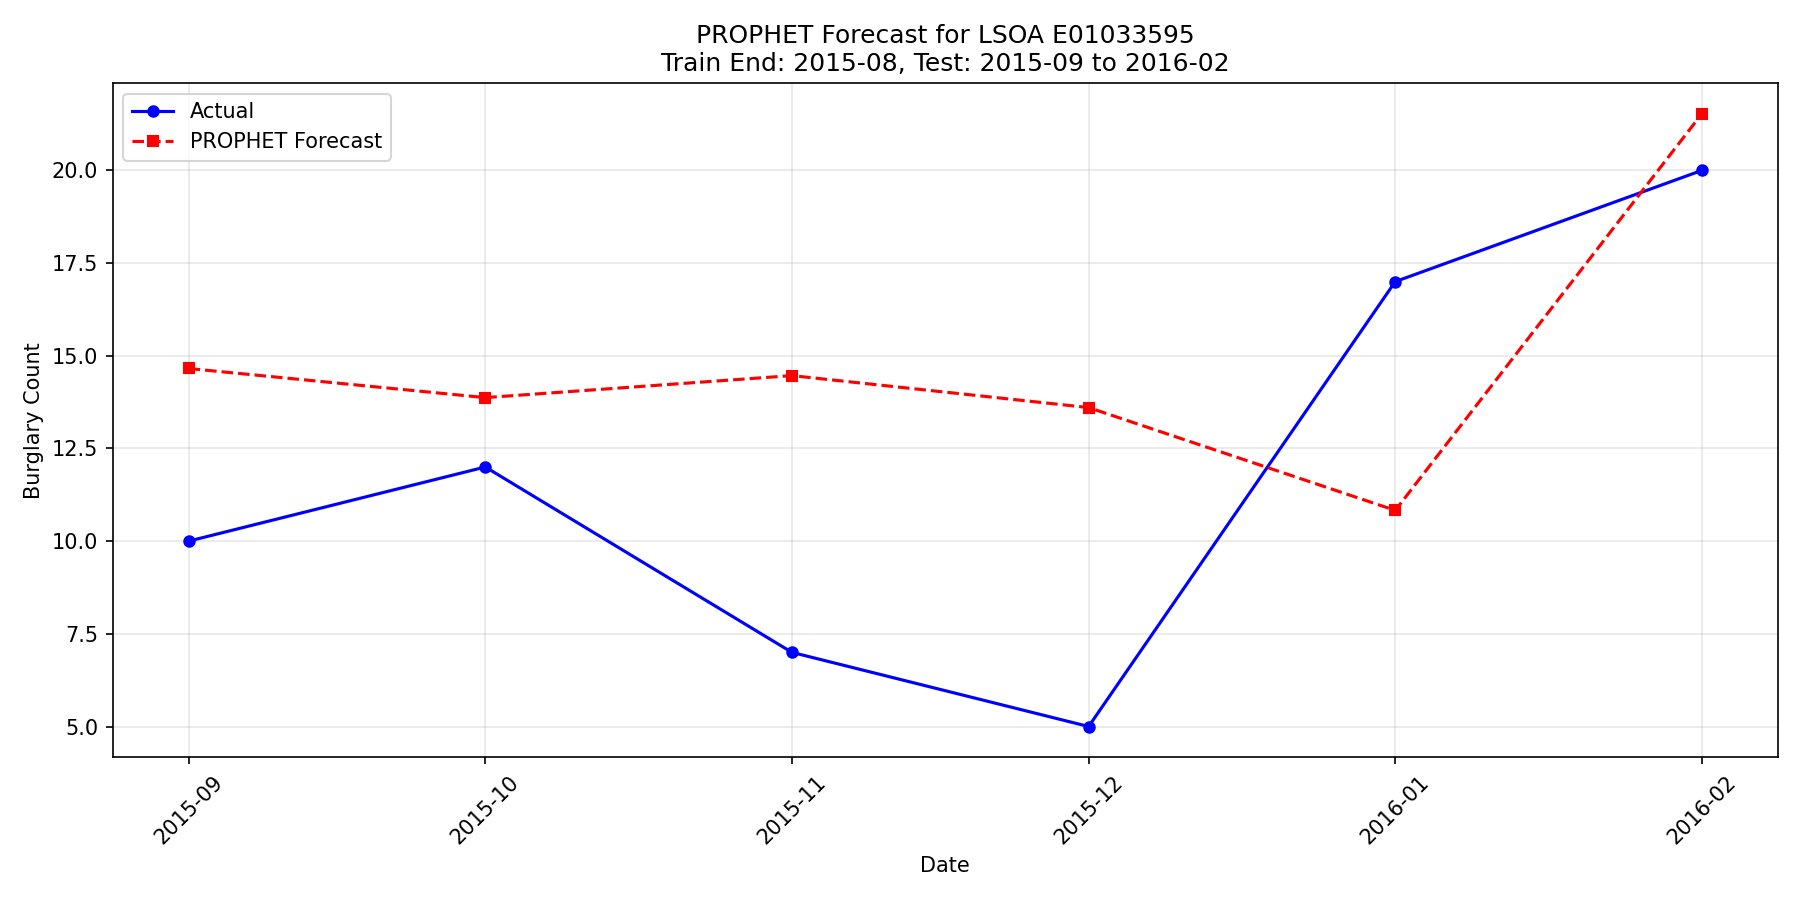 PROPHET Forecast for LSOA E01033595
Train End: 2015-08, Test: 2015-09 to 2016-02
Actual
PROPHET Forecast
Burglary Count
20.0
17.5
15.0
12.5
10.0
7.5
5.0
2015-09
2015-10
2015-11
2015-12
2016-01
2016-02
Date